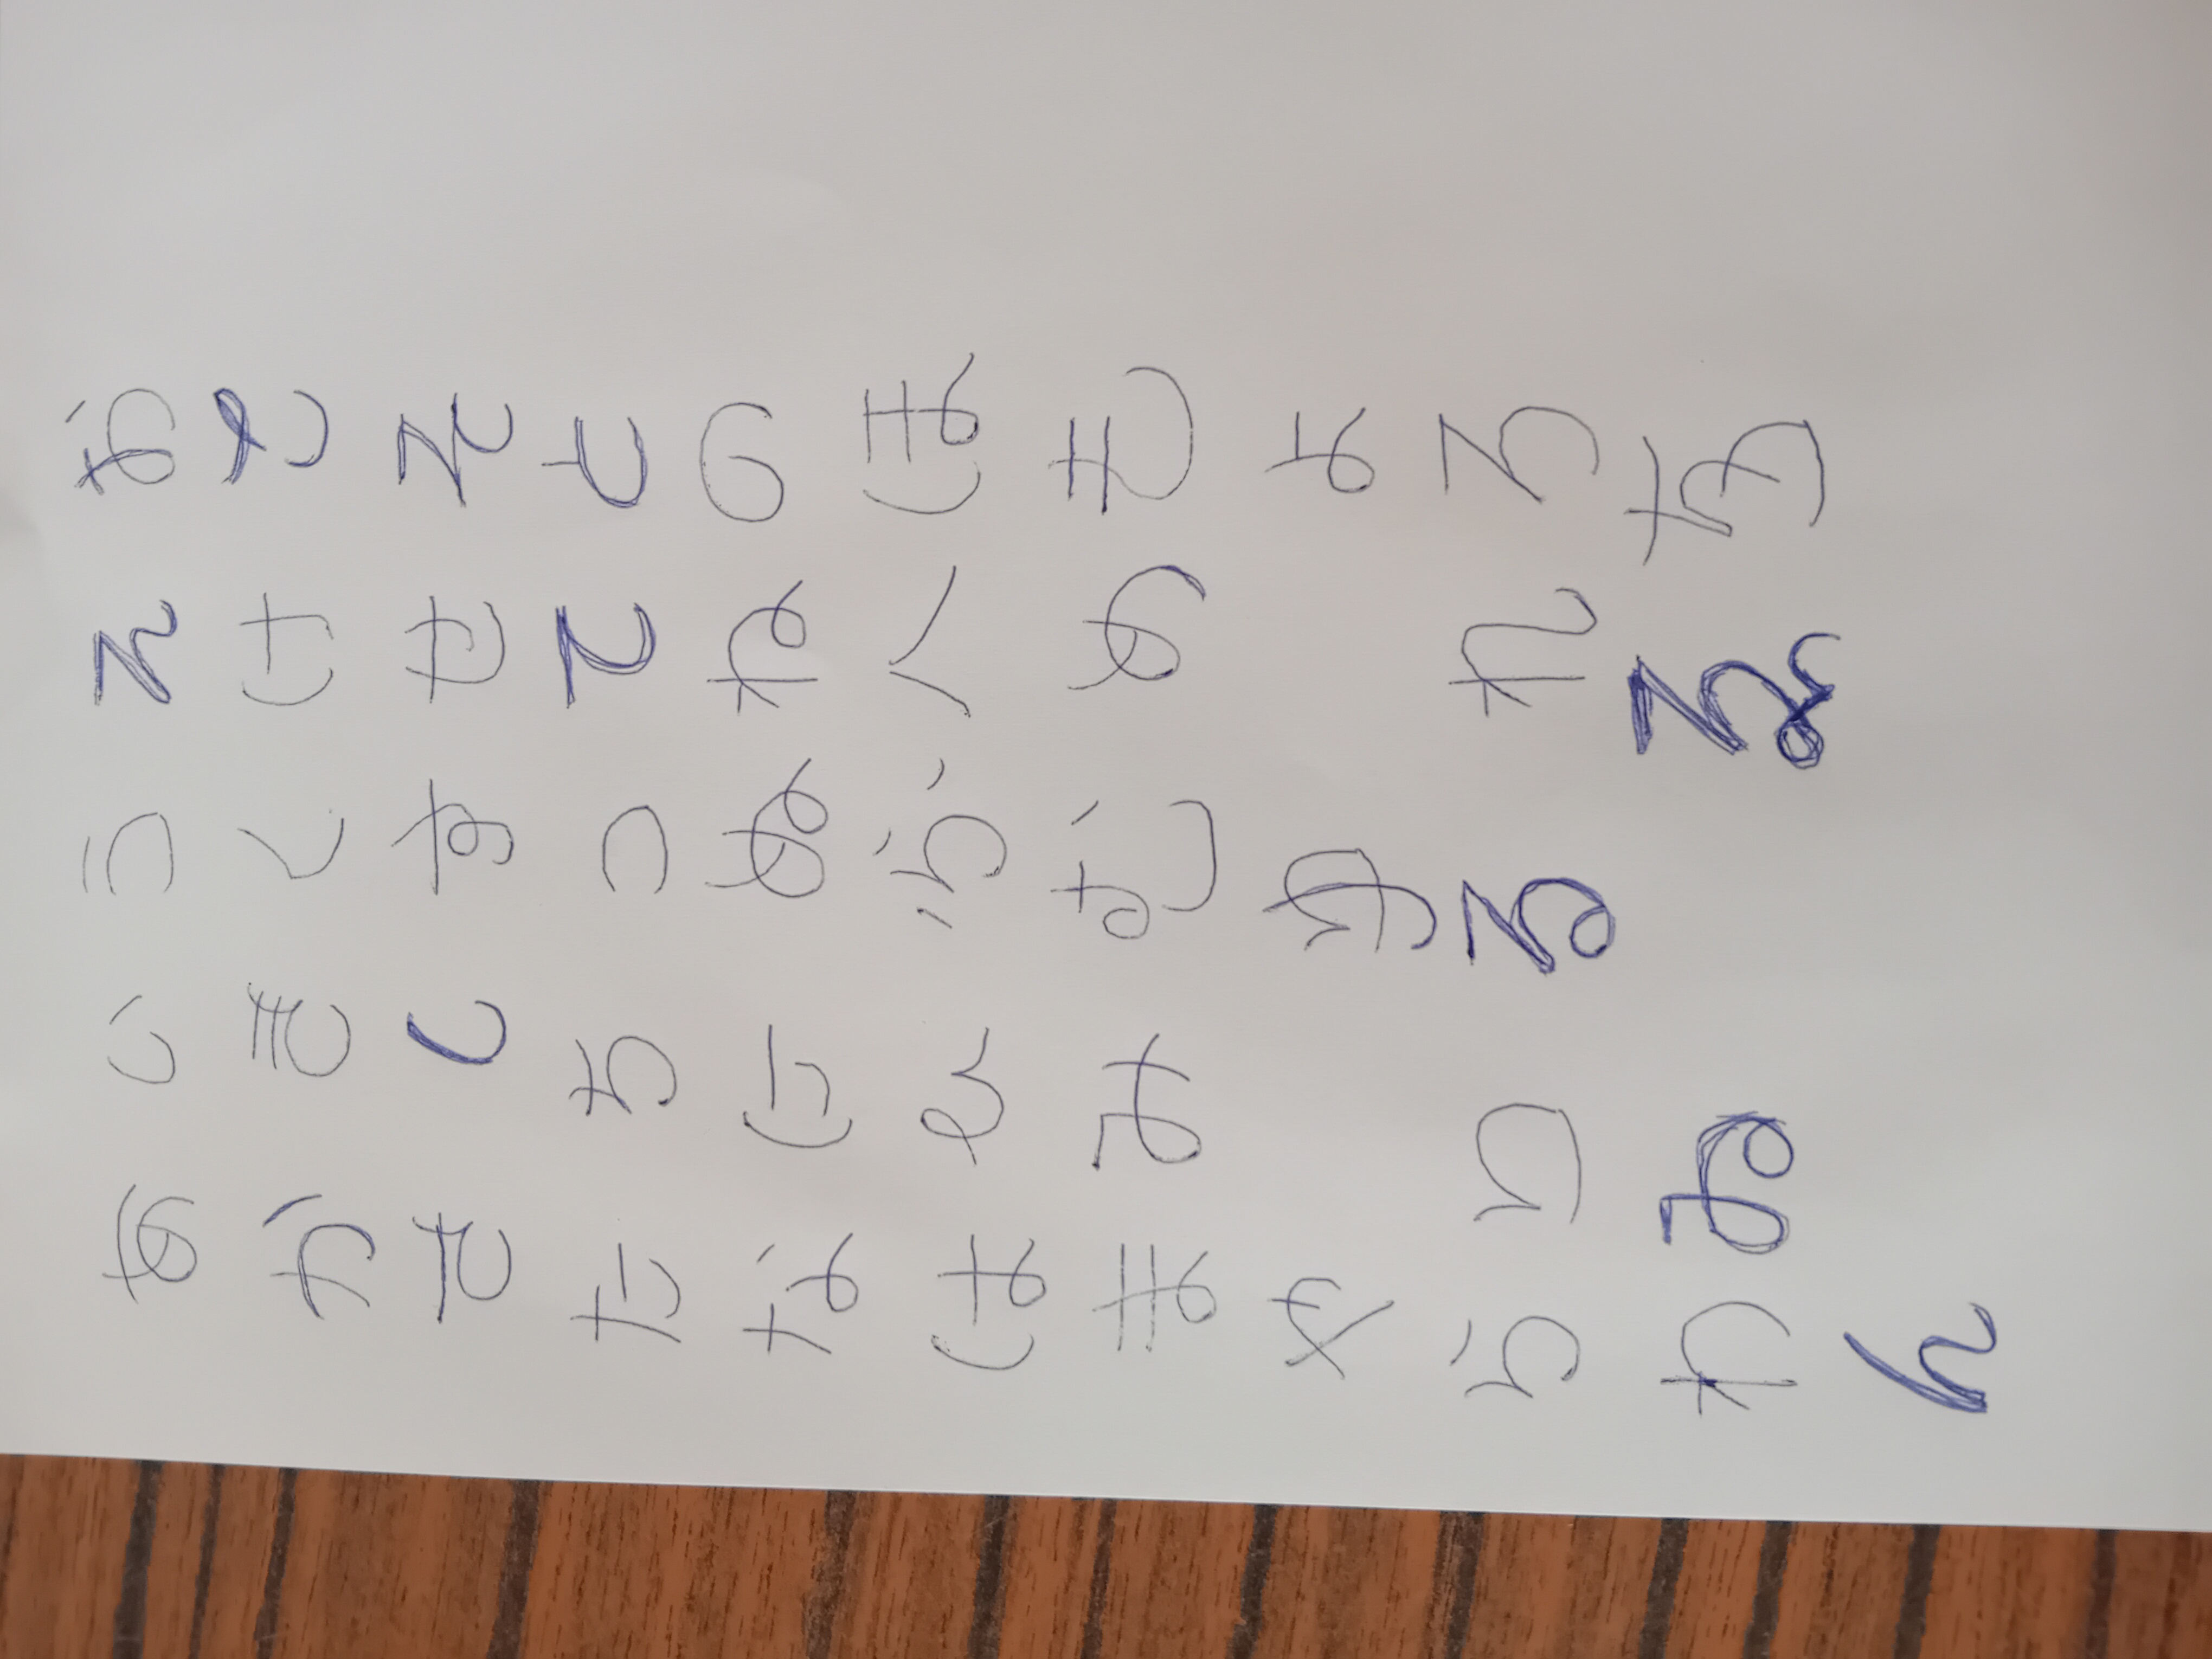 あ い う え お
か き く け こ
さ し す せ そ
た ち つ て と
な に ぬ ね の
は ひ ふ へ ほ
ま み む め も
や ゆ よ
ら り る れ ろ
わ ゐ ゑ を
ん